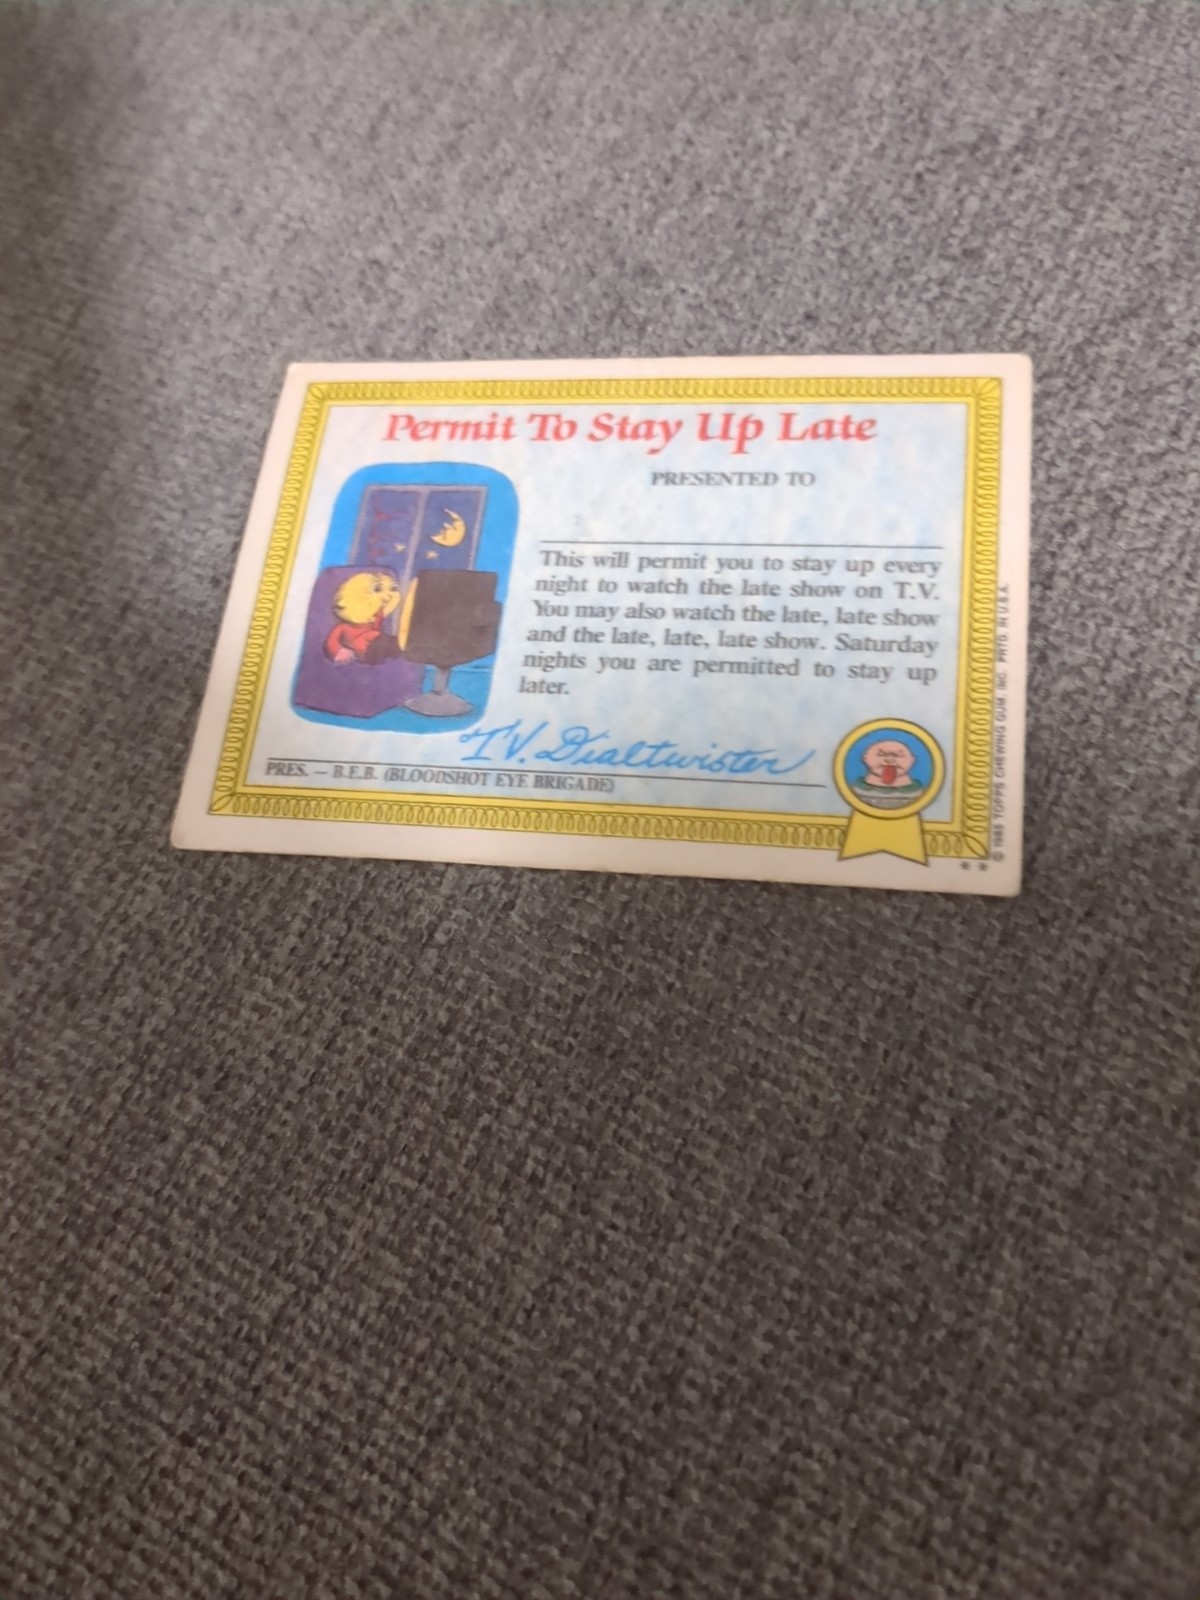 Permit To Stay Up Late
PRESENTED TO
This will permit you to stay up every
night to watch the late show on T.V.
You may also watch the late, late show
and the late, late, late show. Saturday
nights you are permitted to stay up
later.
T.V. Dialtwister
PRES. — B.E.B. (BLOODSHOT EYE BRIGADE)
© 1985 TOPPS CHEWING GUM, INC. PRTD. IN U.S.A.
* *